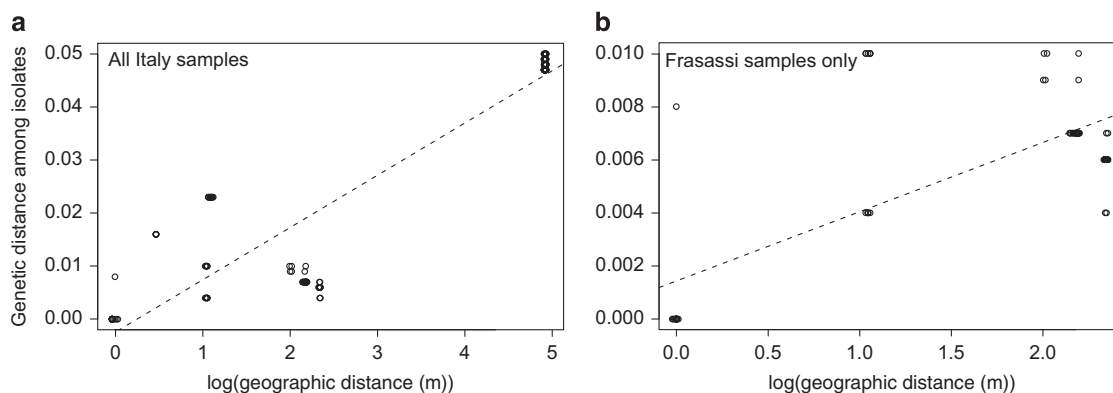 a
All Italy samples
Genetic distance among isolates
0.05
0.04
0.03
0.02
0.01
0.00
0 1 2 3 4 5
log(geographic distance (m))
b
Frasassi samples only
0.010
0.008
0.006
0.004
0.002
0.000
0.0 0.5 1.0 1.5 2.0
log(geographic distance (m))